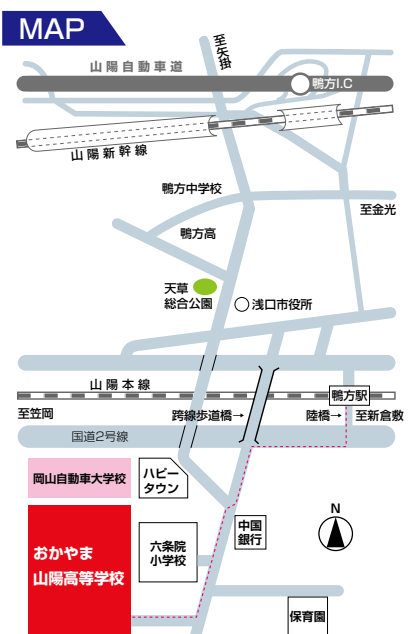 MAP
至矢掛
山陽自動車道
鴨方I.C
山陽新幹線
鴨方中学校
至金光
鴨方高
天草
総合公園
浅口市役所
山陽本線
鴨方駅
至笠岡
跨線歩道橋→
陸橋→
至新倉敷
国道2号線
岡山自動車大学校
ハピー
タウン
N
中国
銀行
おかやま
山陽高等学校
六条院
小学校
保育園